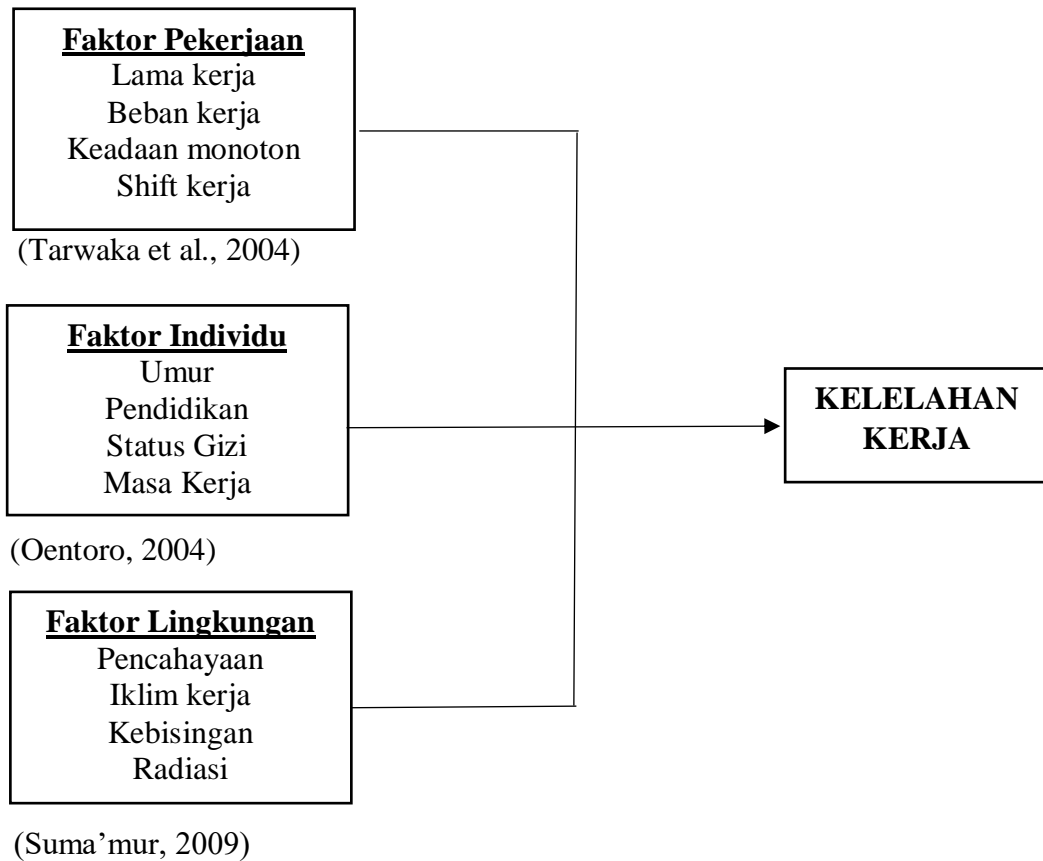 Faktor Pekerjaan
Lama kerja
Beban kerja
Keadaan monoton
Shift kerja
(Tarwaka et al., 2004)
Faktor Individu
Umur
Pendidikan
Status Gizi
Masa Kerja
(Oentoro, 2004)
Faktor Lingkungan
Pencahayaan
Iklim kerja
Kebisingan
Radiasi
(Suma’mur, 2009)
KELELAHAN
KERJA